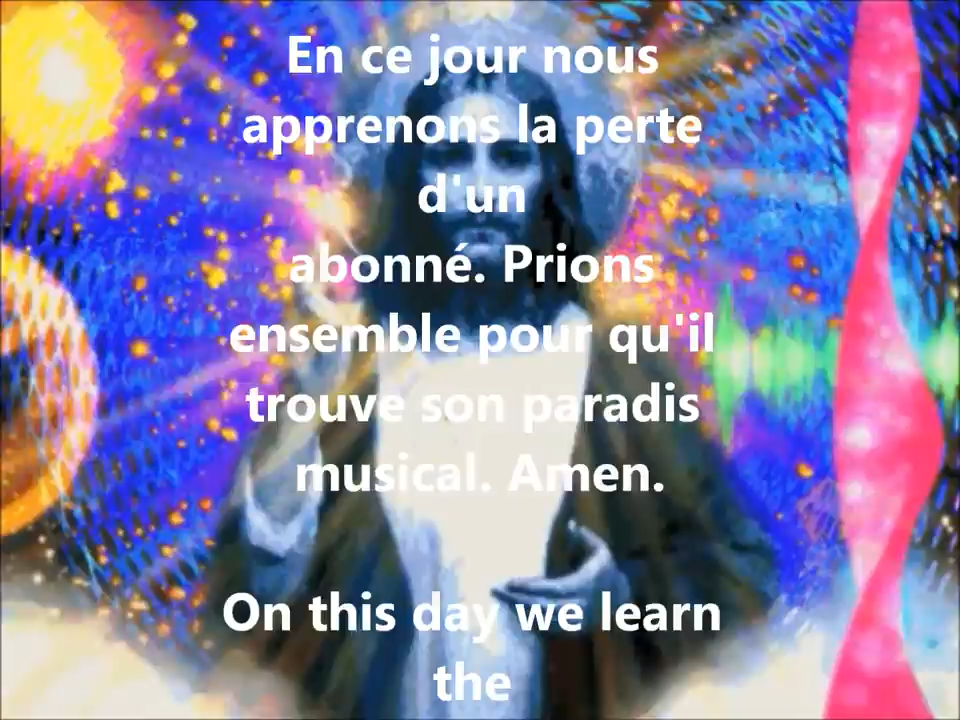 En ce jour nous
apprenons la perte
d'un
abonné. Prions
ensemble pour qu'il
trouve son paradis
musical. Amen.
On this day we learn
the